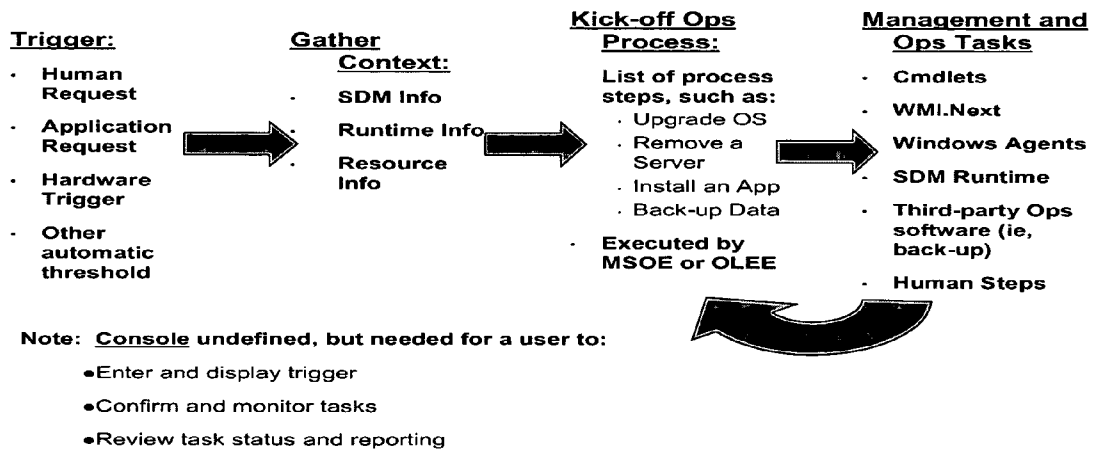 Trigger:
· Human
Request
· Application
Request
· Hardware
Trigger
· Other
automatic
threshold
Gather
Context:
· SDM Info
· Runtime Info
· Resource
Info
Kick-off Ops
Process:
List of process
steps, such as:
· Upgrade OS
· Remove a
Server
· Install an App
· Back-up Data
· Executed by
MSOE or OLEE
Management and
Ops Tasks
· Cmdlets
· WMI.Next
· Windows Agents
· SDM Runtime
· Third-party Ops
software (ie,
back-up)
· Human Steps
Note: Console undefined, but needed for a user to:
●Enter and display trigger
●Confirm and monitor tasks
●Review task status and reporting